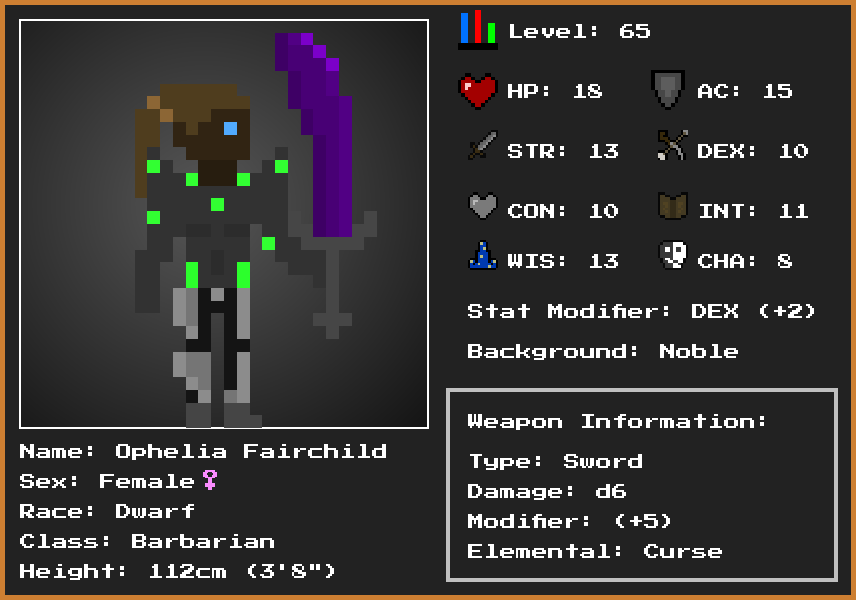 Level: 65
HP: 18
AC: 15
STR: 13
DEX: 10
CON: 10
INT: 11
WIS: 13
CHA: 8
Stat Modifier: DEX (+2)
Background: Noble
Weapon Information:
Type: Sword
Damage: d6
Modifier: (+5)
Elemental: Curse
Name: Ophelia Fairchild
Sex: Female♀
Race: Dwarf
Class: Barbarian
Height: 112cm (3'8")